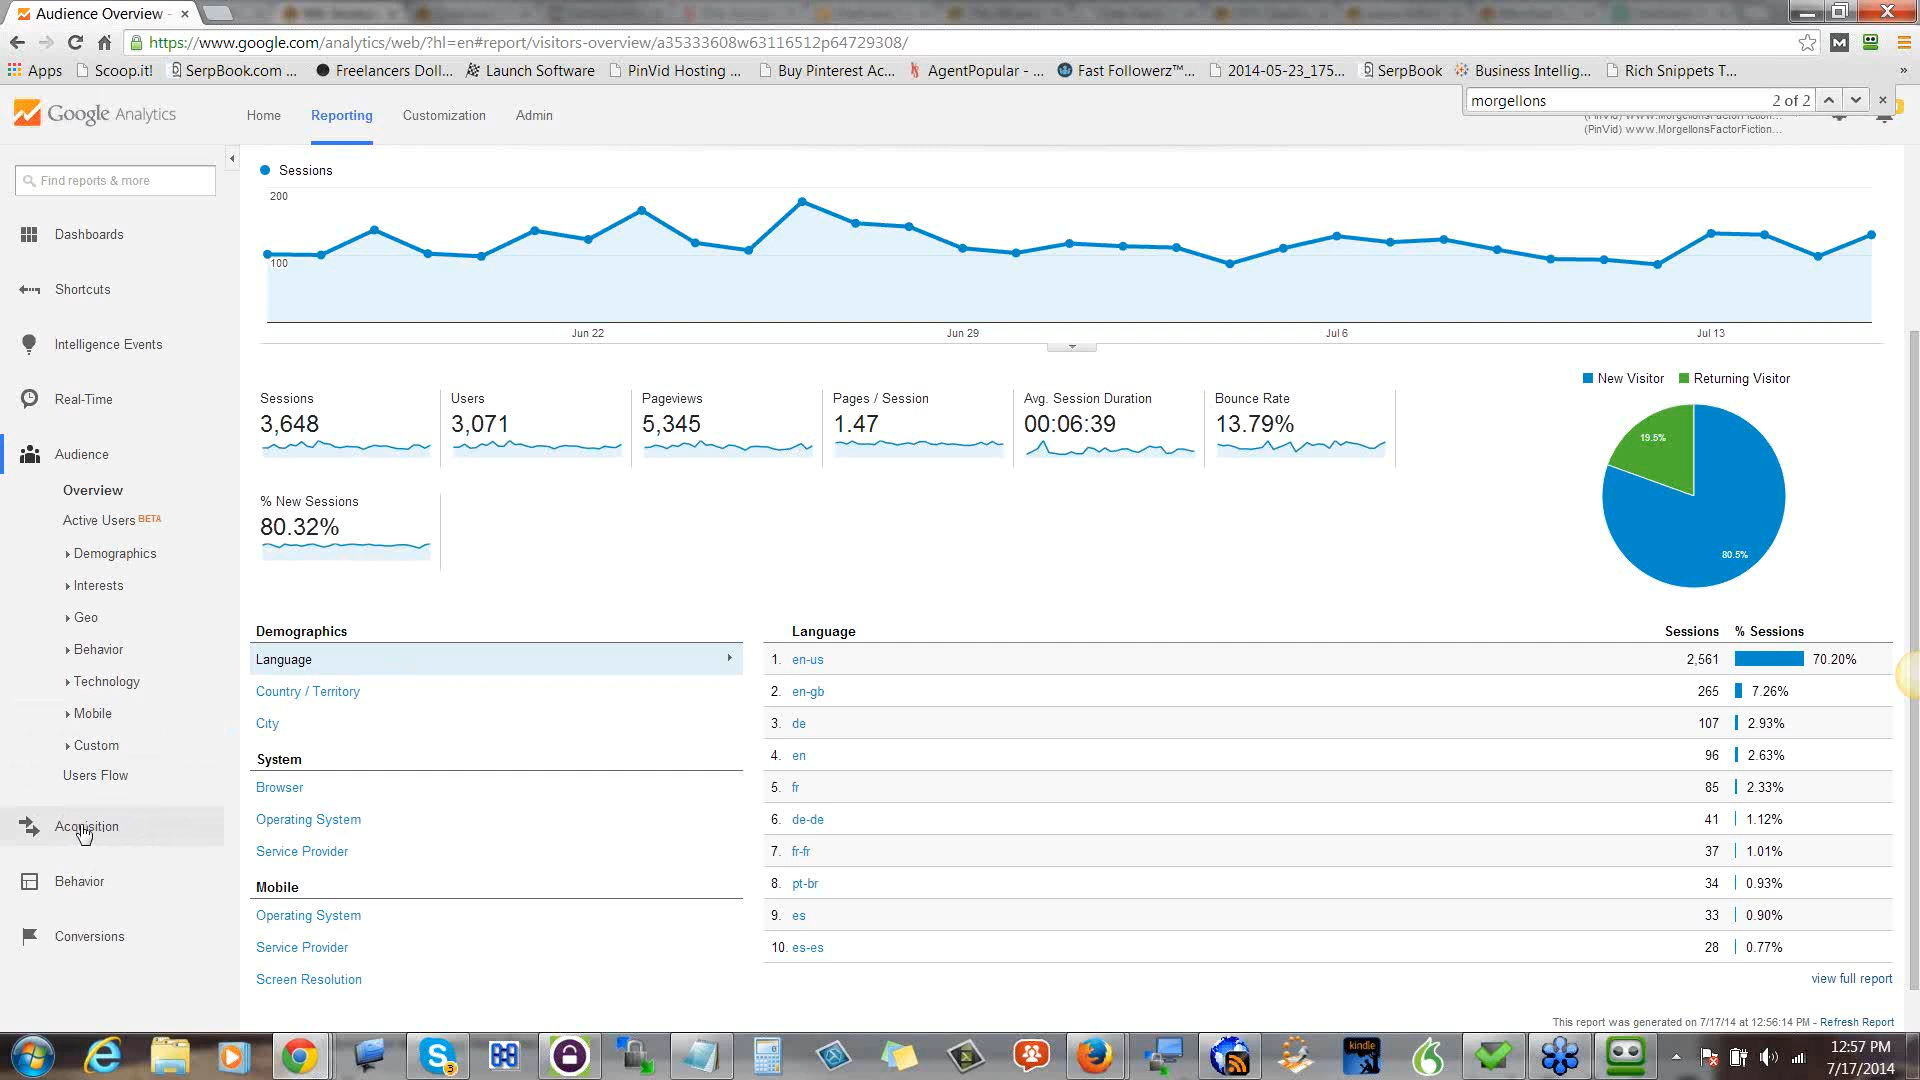 Audience Overview -
https://www.google.com/analytics/web/?hl=en#report/visitors-overview/a35333608w63116512p64729308/
Apps Scoop.it! SerpBook.com ... Freelancers Doll... Launch Software PinVid Hosting ... Buy Pinterest Ac... AgentPopular - ... Fast Followerz™... 2014-05-23_175... SerpBook Business Intellig... Rich Snippets T... »
morgellons 2 of 2
Google Analytics Home Reporting Customization Admin
(PinVid) www.MorgellonsFactorFiction...
Find reports & more
Dashboards
Shortcuts
Intelligence Events
Real-Time
Audience
Overview
Active Users BETA
Demographics
Interests
Geo
Behavior
Technology
Mobile
Custom
Users Flow
Acquisition
Behavior
Conversions
Sessions
200
100
Jun 22 Jun 29 Jul 6 Jul 13
Sessions
3,648
Users
3,071
Pageviews
5,345
Pages / Session
1.47
Avg. Session Duration
00:06:39
Bounce Rate
13.79%
% New Sessions
80.32%
New Visitor Returning Visitor
19.5%
80.5%
Demographics
Language
Country / Territory
City
System
Browser
Operating System
Service Provider
Mobile
Operating System
Service Provider
Screen Resolution
Language Sessions % Sessions
1. en-us 2,561 70.20%
2. en-gb 265 7.26%
3. de 107 2.93%
4. en 96 2.63%
5. fr 85 2.33%
6. de-de 41 1.12%
7. fr-fr 37 1.01%
8. pt-br 34 0.93%
9. es 33 0.90%
10. es-es 28 0.77%
view full report
This report was generated on 7/17/14 at 12:56:14 PM - Refresh Report
3
kindle
12:57 PM
7/17/2014